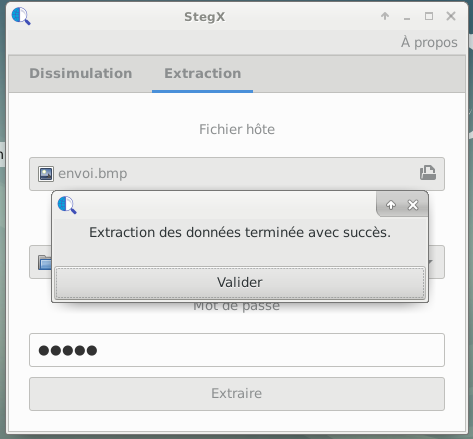 StegX
À propos
Dissimulation
Extraction
Fichier hôte
envoi.bmp
Extraction des données terminée avec succès.
Valider
Mot de passe
●●●●●
Extraire